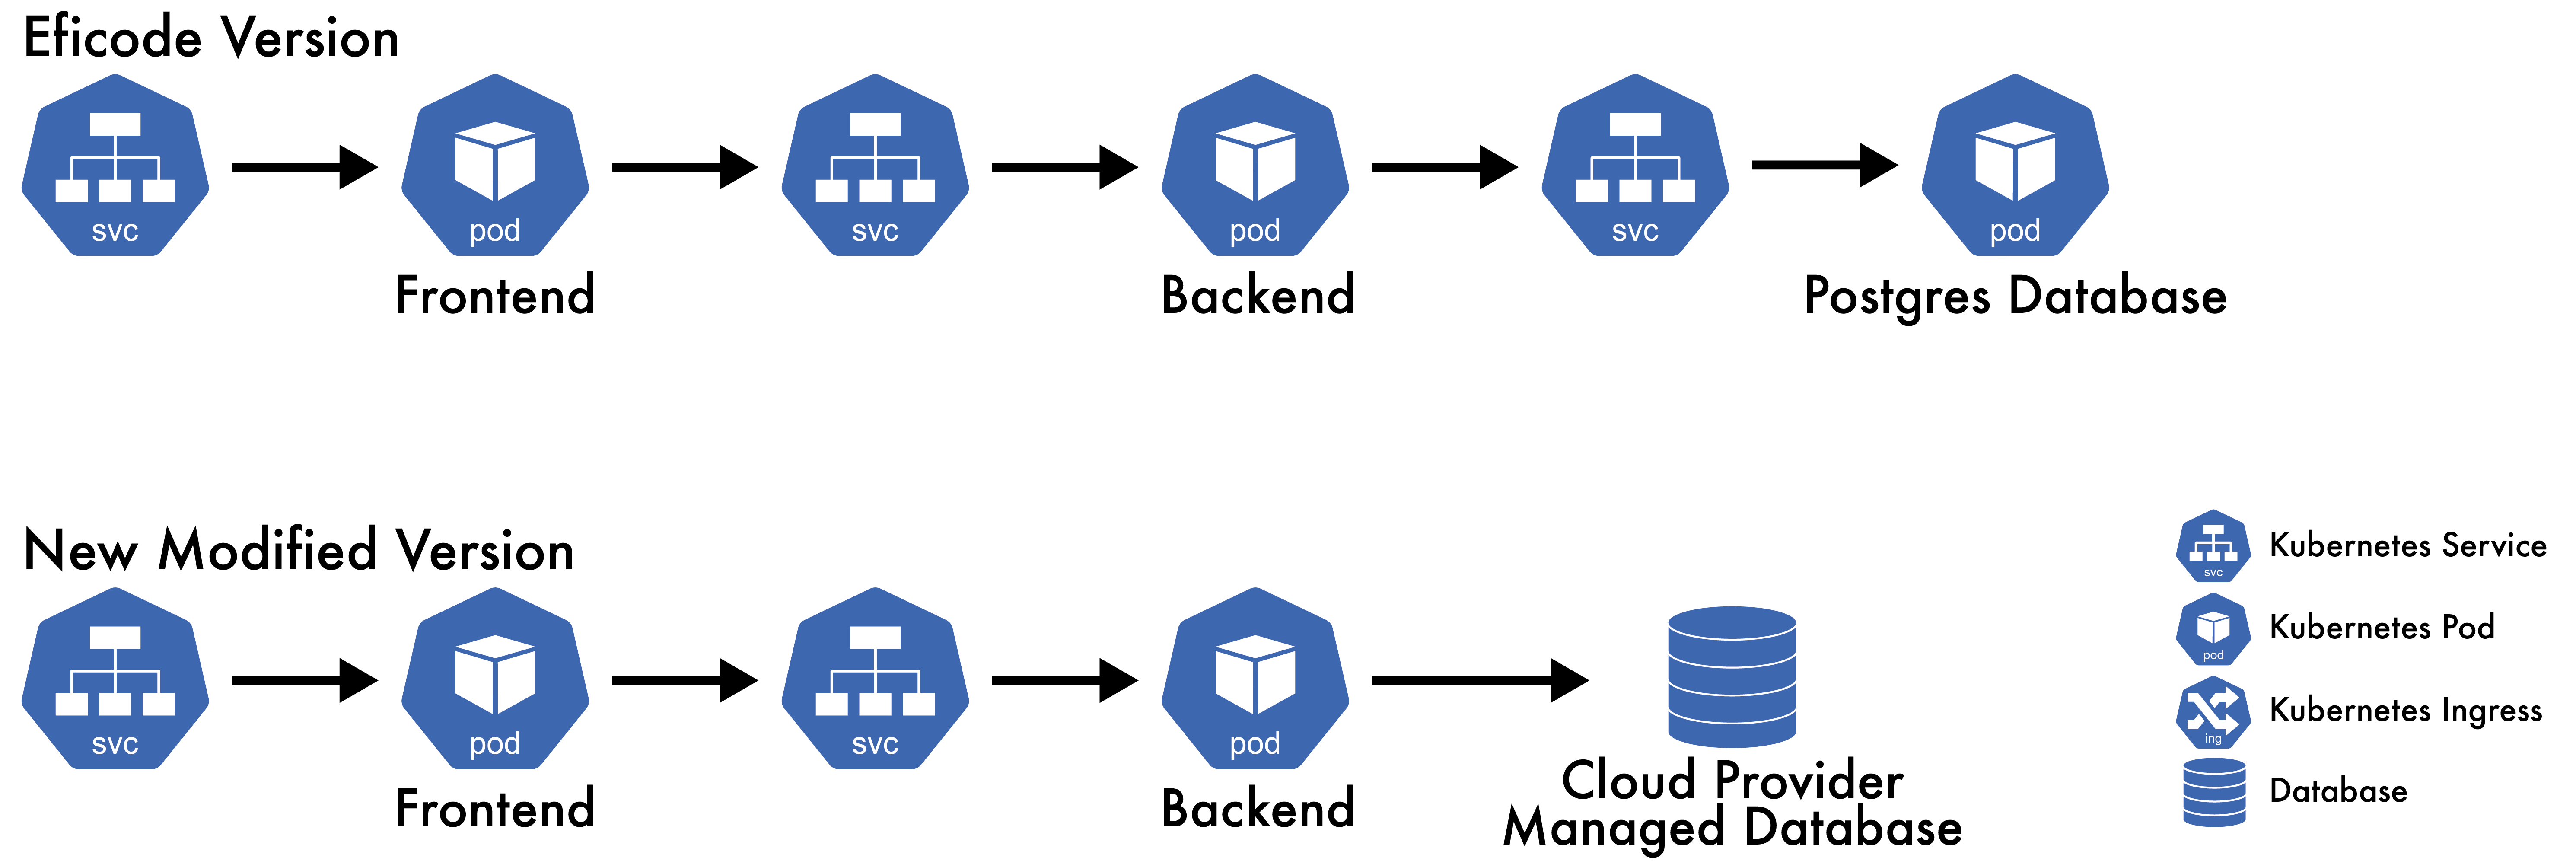 Eficode Version
svc
pod
svc
pod
svc
pod
Frontend
Backend
Postgres Database
New Modified Version
svc
pod
svc
pod
Frontend
Backend
Cloud Provider
Managed Database
svc
Kubernetes Service
pod
Kubernetes Pod
ing
Kubernetes Ingress
Database